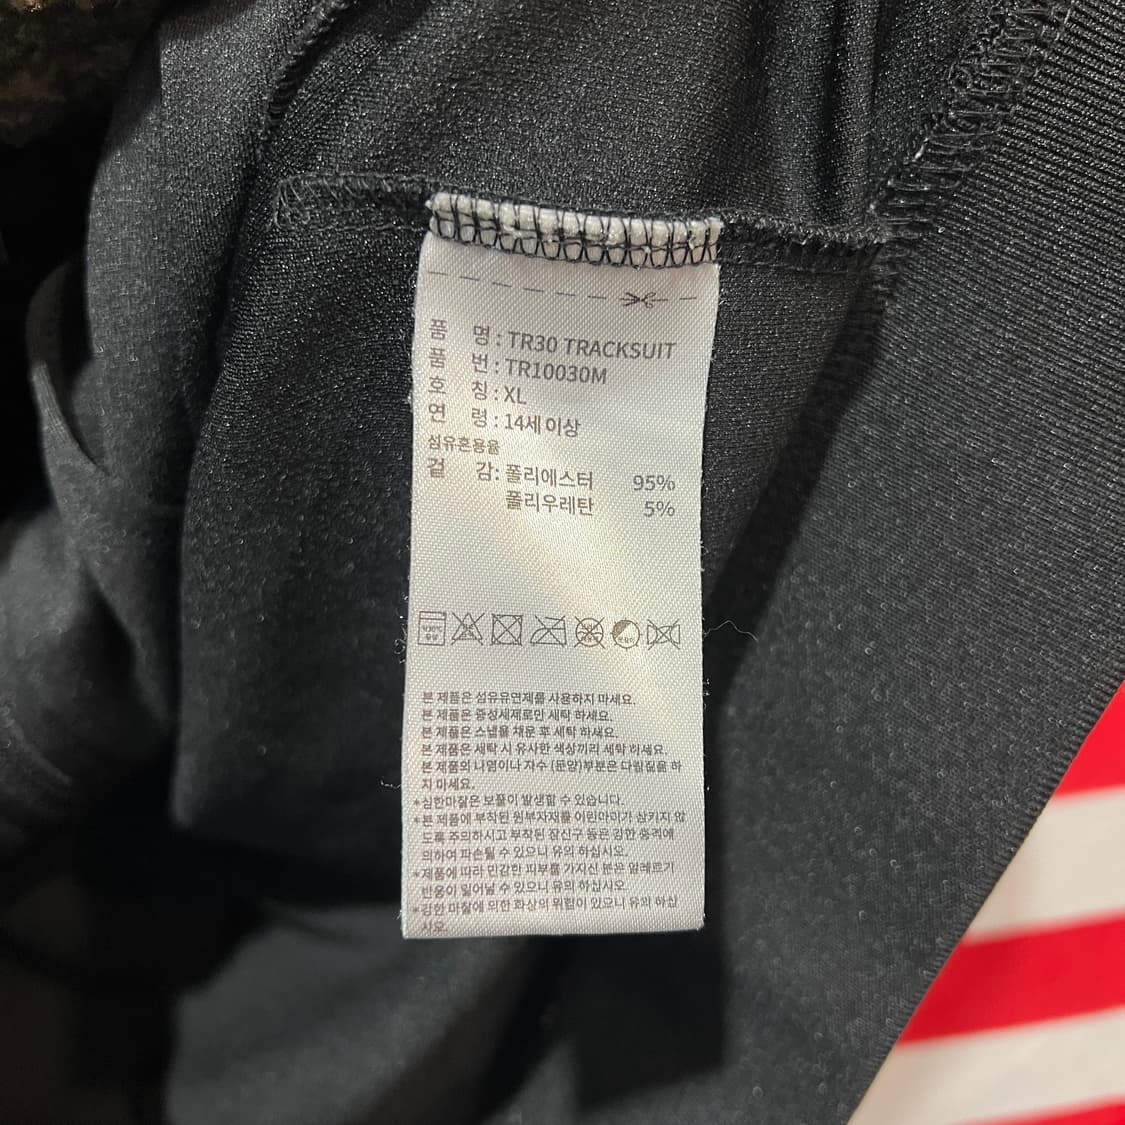 품 명 : TR30 TRACKSUIT
품 번 : TR10030M
호 칭 : XL
연 령 : 14세 이상
섬유혼용율
겉 감: 폴리에스터 95%
폴리우레탄 5%
본 제품은 섬유유연제를 사용하지 마세요.
본 제품은 중성세제로만 세탁 하세요.
본 제품은 스냅을 채운 후 세탁 하세요.
본 제품은 세탁 시 유사한 색상끼리 세탁 하세요.
본 제품의 나염이나 자수 (문양)부분은 다림질을 하
지 마세요.
*심한마찰은 보풀이 발생할 수 있습니다.
*본 제품에 부착된 원부자재를 어린아이가 삼키지 않
도록 주의하시고 부착된 장신구 등은 강한 충격에
의하여 파손될 수 있으니 유의 하십시오.
*제품에 따라 민감한 피부를 가지신 분은 알레르기
반응이 일어날 수 있으니 유의 하십시오.
*강한 마찰에 의한 화상의 위험이 있으니 유의 하십
시오.